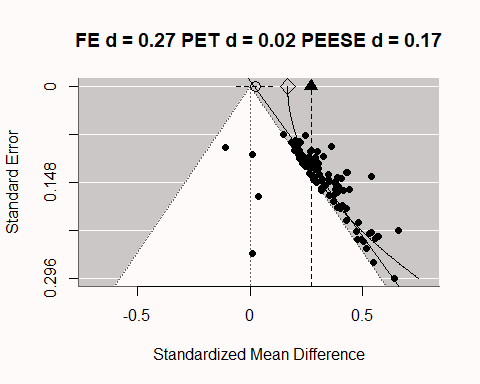 FE d = 0.27 PET d = 0.02 PEESE d = 0.17
0
0.148
0.296
Standard Error
-0.5
0
0.5
Standardized Mean Difference